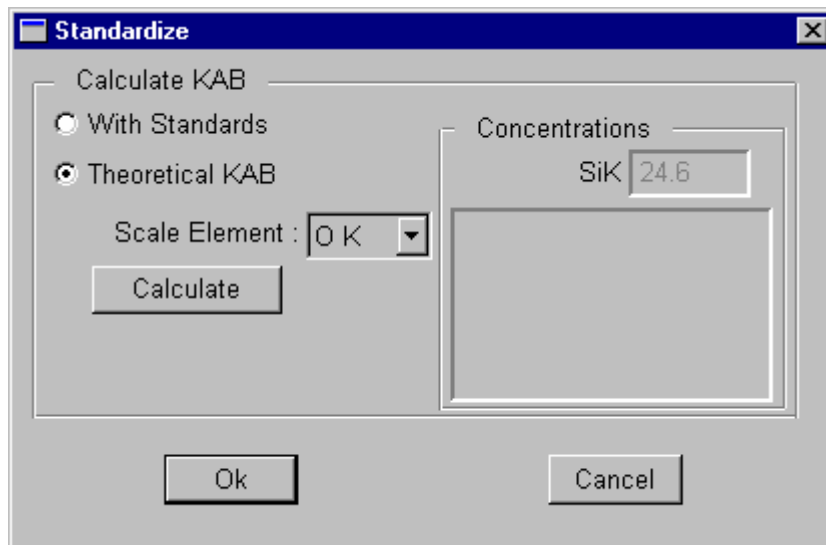 Standardize
Calculate KAB
With Standards
Theoretical KAB
Scale Element : O K
Calculate
Concentrations
SiK 24.6
Ok
Cancel